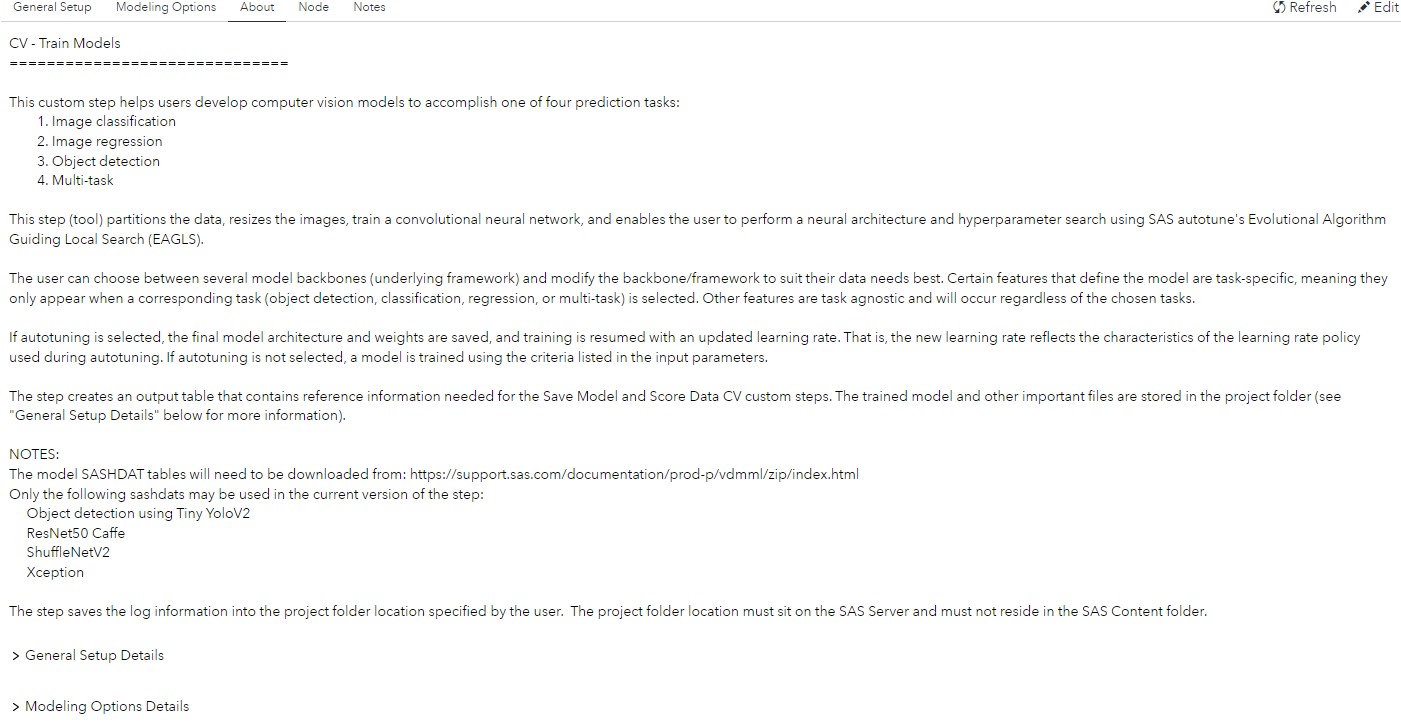 General Setup Modeling Options About Node Notes Refresh Edit
CV - Train Models
==============================
This custom step helps users develop computer vision models to accomplish one of four prediction tasks:
1. Image classification
2. Image regression
3. Object detection
4. Multi-task
This step (tool) partitions the data, resizes the images, train a convolutional neural network, and enables the user to perform a neural architecture and hyperparameter search using SAS autotune's Evolutional Algorithm
Guiding Local Search (EAGLS).
The user can choose between several model backbones (underlying framework) and modify the backbone/framework to suit their data needs best. Certain features that define the model are task-specific, meaning they
only appear when a corresponding task (object detection, classification, regression, or multi-task) is selected. Other features are task agnostic and will occur regardless of the chosen tasks.
If autotuning is selected, the final model architecture and weights are saved, and training is resumed with an updated learning rate. That is, the new learning rate reflects the characteristics of the learning rate policy
used during autotuning. If autotuning is not selected, a model is trained using the criteria listed in the input parameters.
The step creates an output table that contains reference information needed for the Save Model and Score Data CV custom steps. The trained model and other important files are stored in the project folder (see
"General Setup Details" below for more information).
NOTES:
The model SASHDAT tables will need to be downloaded from: https://support.sas.com/documentation/prod-p/vdmml/zip/index.html
Only the following sashdats may be used in the current version of the step:
Object detection using Tiny YoloV2
ResNet50 Caffe
ShuffleNetV2
Xception
The step saves the log information into the project folder location specified by the user.  The project folder location must sit on the SAS Server and must not reside in the SAS Content folder.
> General Setup Details
> Modeling Options Details